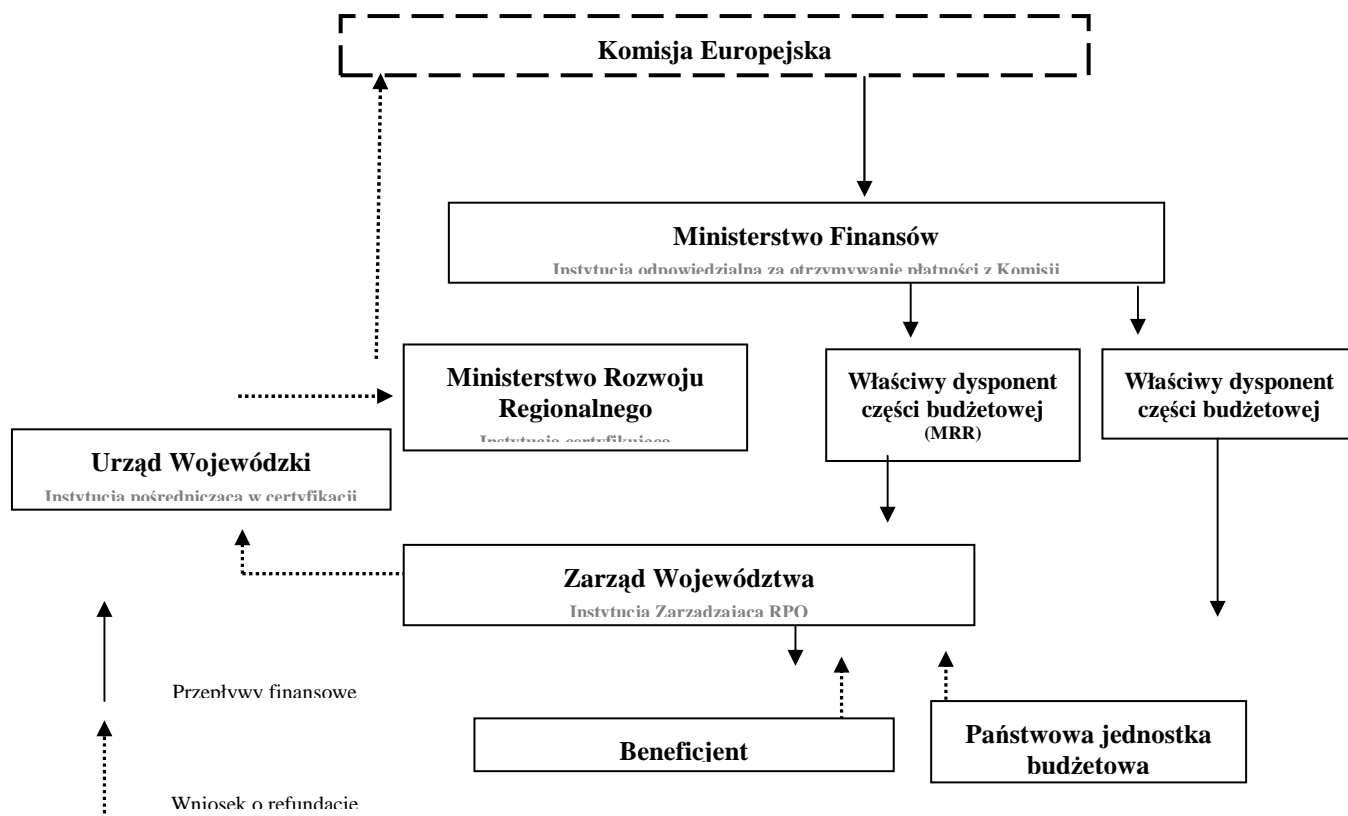 Komisja Europejska
Ministerstwo Finansów
Instytucja odpowiedzialna za otrzymywanie płatności z Komisji
Ministerstwo Rozwoju
Regionalnego
Instytucja certyfikująca
Właściwy dysponent
części budżetowej
(MRR)
Właściwy dysponent
części budżetowej
Urząd Wojewódzki
Instytucja pośrednicząca w certyfikacji
Zarząd Województwa
Instytucja Zarządzająca RPO
Przepływy finansowe
Beneficjent
Państwowa jednostka
budżetowa
Wniosek o refundację